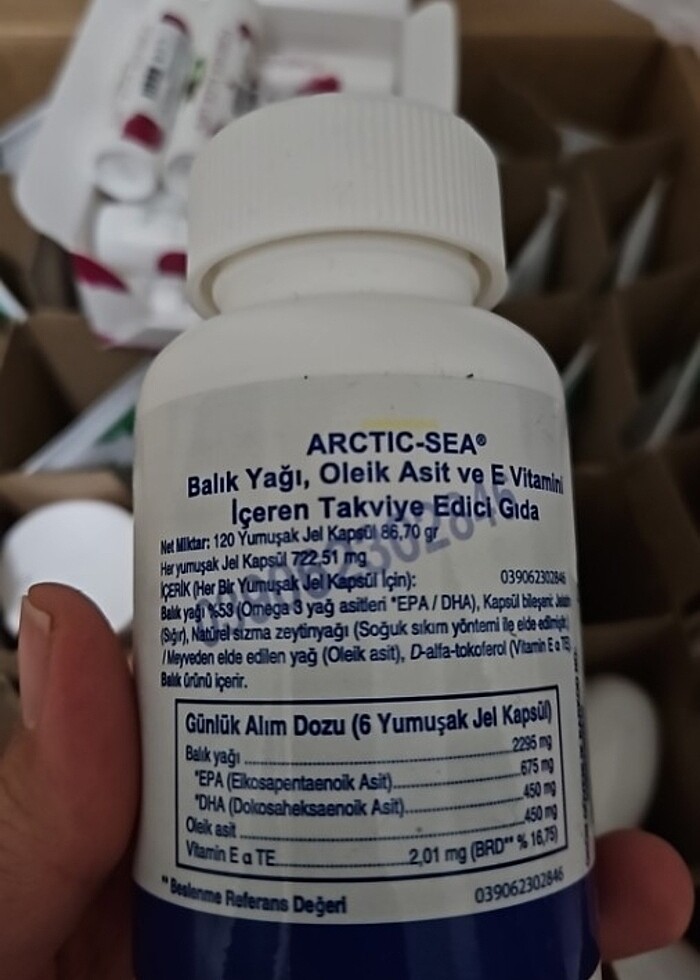 ARCTIC-SEA®
Balık Yağı, Oleik Asit ve E Vitamini
İçeren Takviye Edici Gıda
Net Miktar: 120 Yumuşak Jel Kapsül 86,70 gr
Her yumuşak Jel Kapsül 722,51 mg
İÇERİK (Her Bir Yumuşak Jel Kapsül İçin): 039062302846
Balık yağı %53 (Omega 3 yağ asitleri *EPA / DHA), Kapsül bileşeni: Jelatin
(Sığır), Natürel sızma zeytinyağı (Soğuk sıkım yöntemi ile elde edilmiştir)
/ Meyveden elde edilen yağ (Oleik asit), D-alfa-tokoferol (Vitamin E α TE)
Balık ürünü içerir.
Günlük Alım Dozu (6 Yumuşak Jel Kapsül)
Balık yağı ........ 2295 mg
*EPA (Eikosapentaenoik Asit) ........ 675 mg
*DHA (Dokosaheksaenoik Asit) ........ 450 mg
Oleik asit ........ 450 mg
Vitamin E α TE ........ 2,01 mg (BRD** % 16,75)
** Beslenme Referans Değeri 039062302846
039062302846